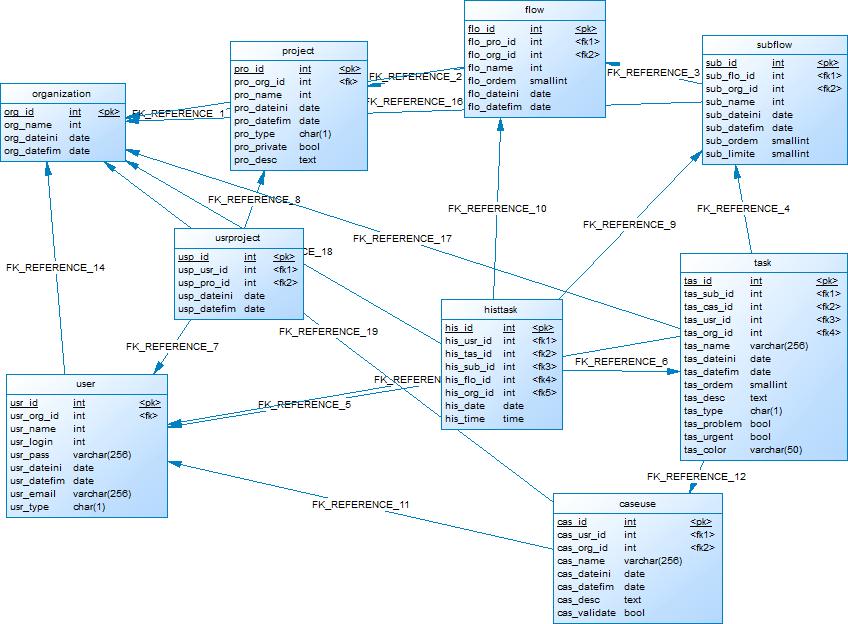 flow
flo_id int <pk>
flo_pro_id int <fk1>
flo_org_id int <fk2>
flo_name int
flo_ordem smallint
flo_dateini date
flo_datefim date
subflow
sub_id int <pk>
sub_flo_id int <fk1>
sub_org_id int <fk2>
sub_name int
sub_dateini date
sub_datefim date
sub_ordem smallint
sub_limite smallint
project
pro_id int <pk>
pro_org_id int <fk>
pro_name int
pro_dateini date
pro_datefim date
pro_type char(1)
pro_private bool
pro_desc text
organization
org_id int <pk>
org_name int
org_dateini date
org_datefim date
FK_REFERENCE_2
FK_REFERENCE_3
FK_REFERENCE_16
FK_REFERENCE_1
FK_REFERENCE_8
FK_REFERENCE_10
FK_REFERENCE_4
FK_REFERENCE_9
FK_REFERENCE_17
CE_18
FK_REFERENCE_14
usrproject
usp_id int <pk>
usp_usr_id int <fk1>
usp_pro_id int <fk2>
usp_dateini date
usp_datefim date
task
tas_id int <pk>
tas_sub_id int <fk1>
tas_cas_id int <fk2>
tas_usr_id int <fk3>
tas_org_id int <fk4>
tas_name varchar(256)
tas_dateini date
tas_datefim date
tas_ordem smallint
tas_desc text
tas_type char(1)
tas_problem bool
tas_urgent bool
tas_color varchar(50)
histtask
his_id int <pk>
his_usr_id int <fk1>
his_tas_id int <fk2>
his_sub_id int <fk3>
his_flo_id int <fk4>
his_org_id int <fk5>
his_date date
his_time time
FK_REFERENCE_19
FK_REFERENCE_7
FK_REFERENCE_6
FK_REFEREN
FK_REFERENCE_5
user
usr_id int <pk>
usr_org_id int <fk>
usr_name int
usr_login int
usr_pass varchar(256)
usr_dateini date
usr_datefim date
usr_email varchar(256)
usr_type char(1)
FK_REFERENCE_12
FK_REFERENCE_11
caseuse
cas_id int <pk>
cas_usr_id int <fk1>
cas_org_id int <fk2>
cas_name varchar(256)
cas_dateini date
cas_datefim date
cas_desc text
cas_validate bool